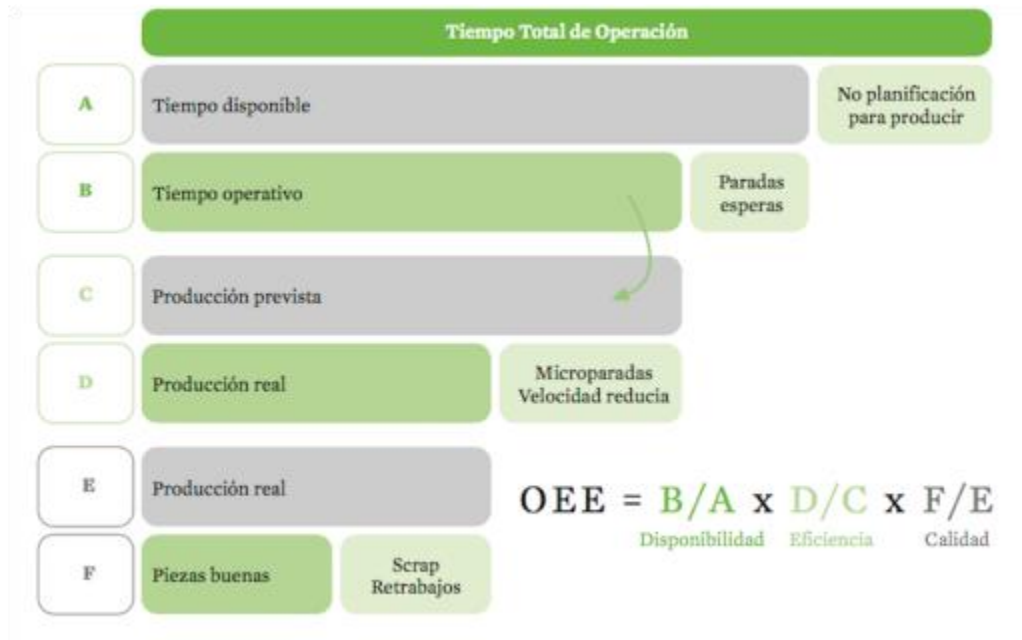 Tiempo Total de Operación
A
Tiempo disponible
No planificación
para producir
B
Tiempo operativo
Paradas
esperas
C
Producción prevista
D
Producción real
Microparadas
Velocidad reducia
E
Producción real
F
Piezas buenas
Scrap
Retrabajos
OEE = B/A x D/C x F/E
Disponibilidad Eficiencia Calidad